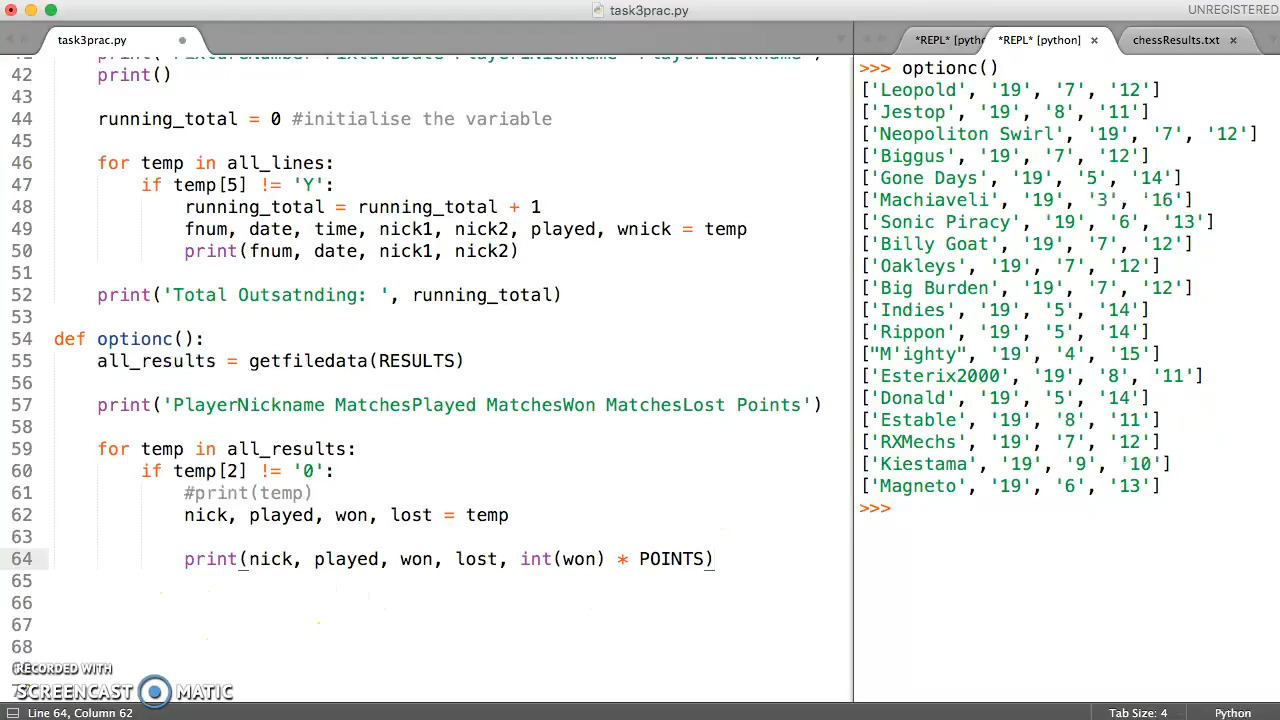 task3prac.py
UNREGISTERED
task3prac.py
*REPL* [pythe
*REPL* [python]
chessResults.txt
42 print()
43
44 running_total = 0 #initialise the variable
45
46 for temp in all_lines:
47 if temp[5] != 'Y':
48 running_total = running_total + 1
49 fnum, date, time, nick1, nick2, played, wnick = temp
50 print(fnum, date, nick1, nick2)
51
52 print('Total Outsatnding: ', running_total)
53
54 def optionc():
55 all_results = getfiledata(RESULTS)
56
57 print('PlayerNickname MatchesPlayed MatchesWon MatchesLost Points')
58
59 for temp in all_results:
60 if temp[2] != '0':
61 #print(temp)
62 nick, played, won, lost = temp
63
64 print(nick, played, won, lost, int(won) * POINTS)
65
66
67
68
>>> optionc()
['Leopold', '19', '7', '12']
['Jestop', '19', '8', '11']
['Neopoliton Swirl', '19', '7', '12']
['Biggus', '19', '7', '12']
['Gone Days', '19', '5', '14']
['Machiaveli', '19', '3', '16']
['Sonic Piracy', '19', '6', '13']
['Billy Goat', '19', '7', '12']
['Oakleys', '19', '7', '12']
['Big Burden', '19', '7', '12']
['Indies', '19', '5', '14']
['Rippon', '19', '5', '14']
["M'ighty", '19', '4', '15']
['Esterix2000', '19', '8', '11']
['Donald', '19', '5', '14']
['Estable', '19', '8', '11']
['RXMechs', '19', '7', '12']
['Kiestama', '19', '9', '10']
['Magneto', '19', '6', '13']
>>>
RECORDED WITH
SCREENCAST MATIC
Line 64, Column 62
Tab Size: 4
Python